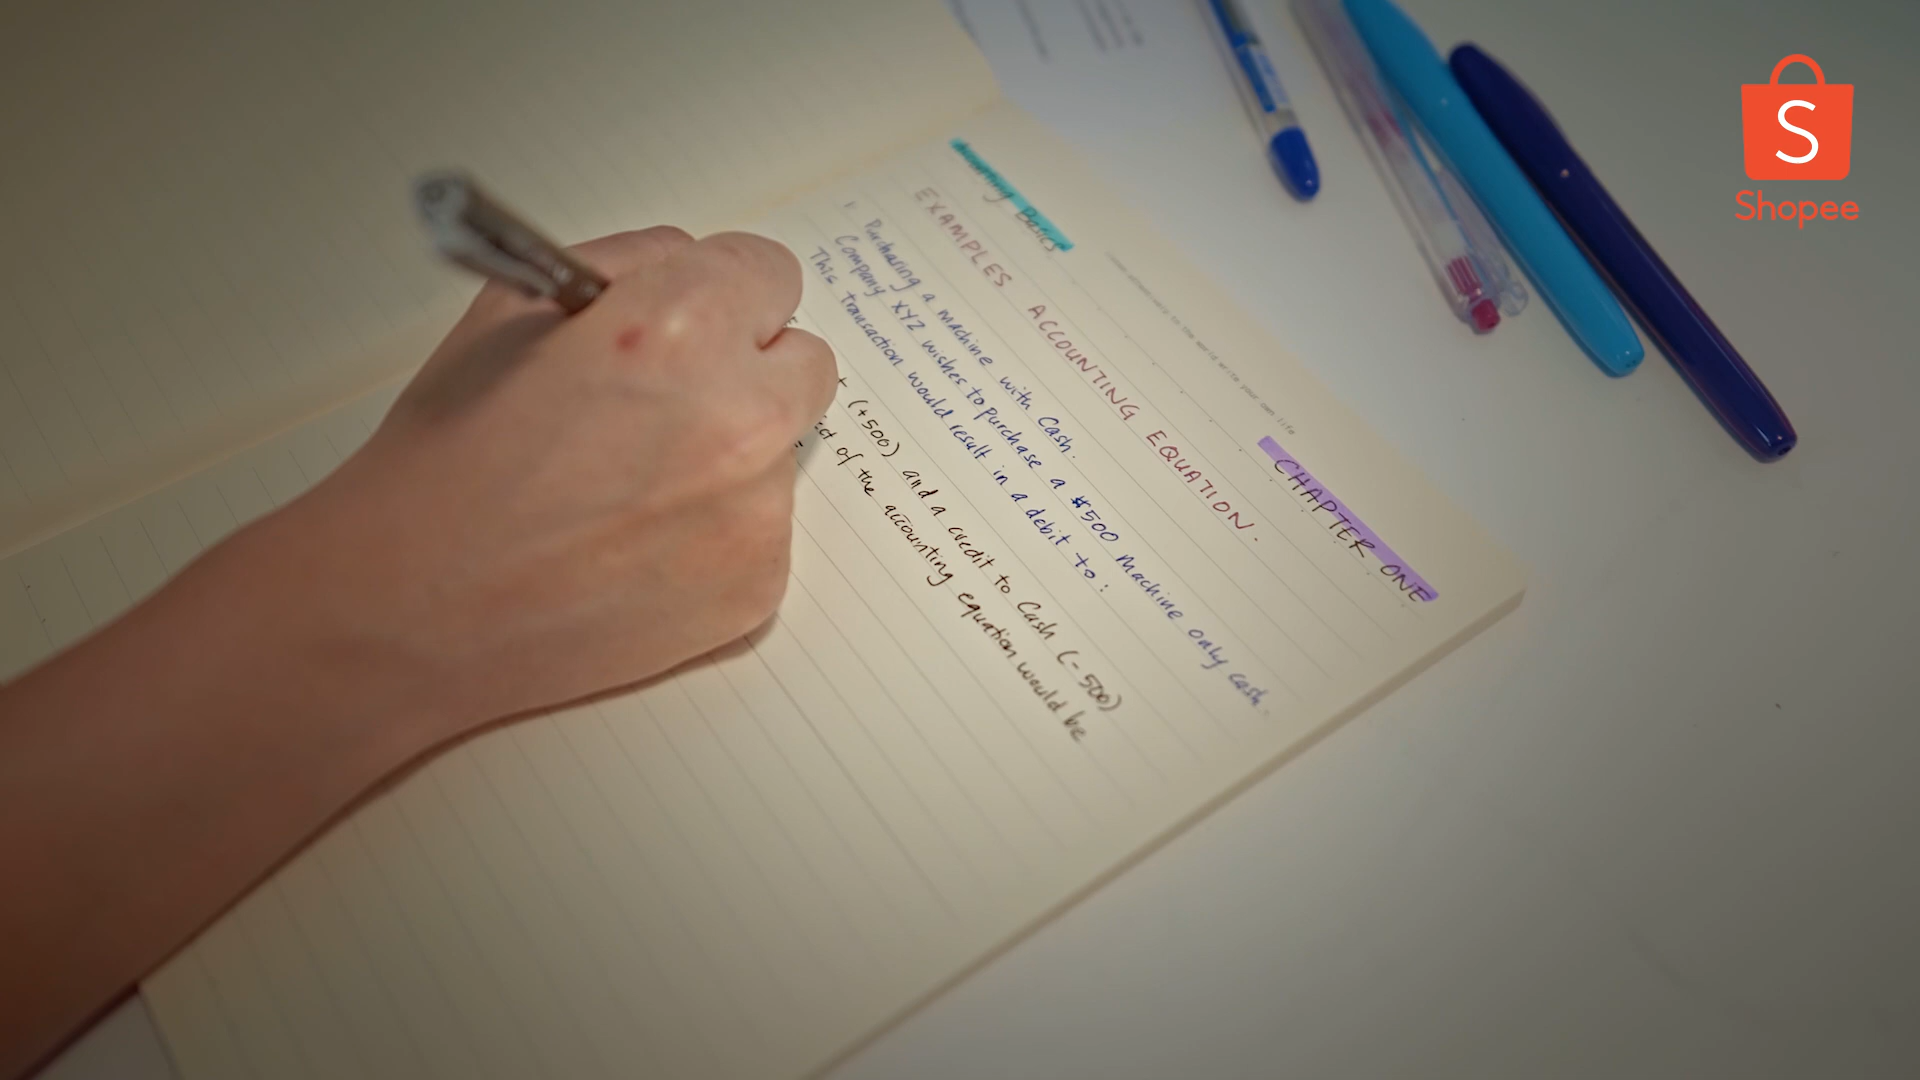 Accounting Basics
CHAPTER ONE
EXAMPLES ACCOUNTING EQUATION.
1. Purchasing a machine with Cash.
Company XYZ wishes to purchase a $500 Machine only cash.
This transaction would result in a debit to:
(+500) and a credit to Cash (-500)
of the accounting equation would be
S
Shopee